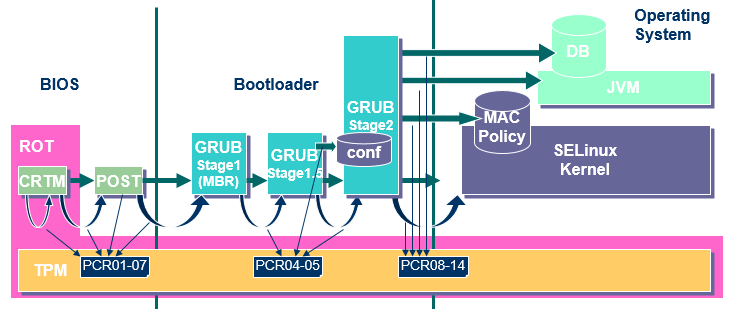 Operating
System
BIOS
Bootloader
DB
JVM
ROT
CRTM
POST
GRUB
Stage1
(MBR)
GRUB
Stage1.5
GRUB
Stage2
conf
MAC
Policy
SELinux
Kernel
TPM
PCR01-07
PCR04-05
PCR08-14